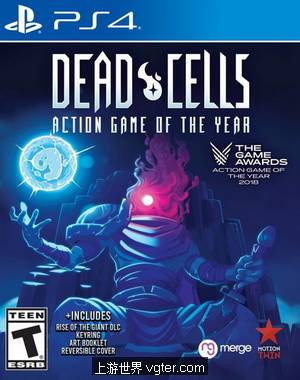 PS4
DEAD CELLS
ACTION GAME OF THE YEAR
THE
GAME
AWARDS
ACTION GAME OF
THE YEAR
2018
+INCLUDES
RISE OF THE GIANT DLC
KEYRING
ART BOOKLET
REVERSIBLE COVER
TEEN
T
ESRB
merge
MOTION
TWIN
上游世界 vgter.com